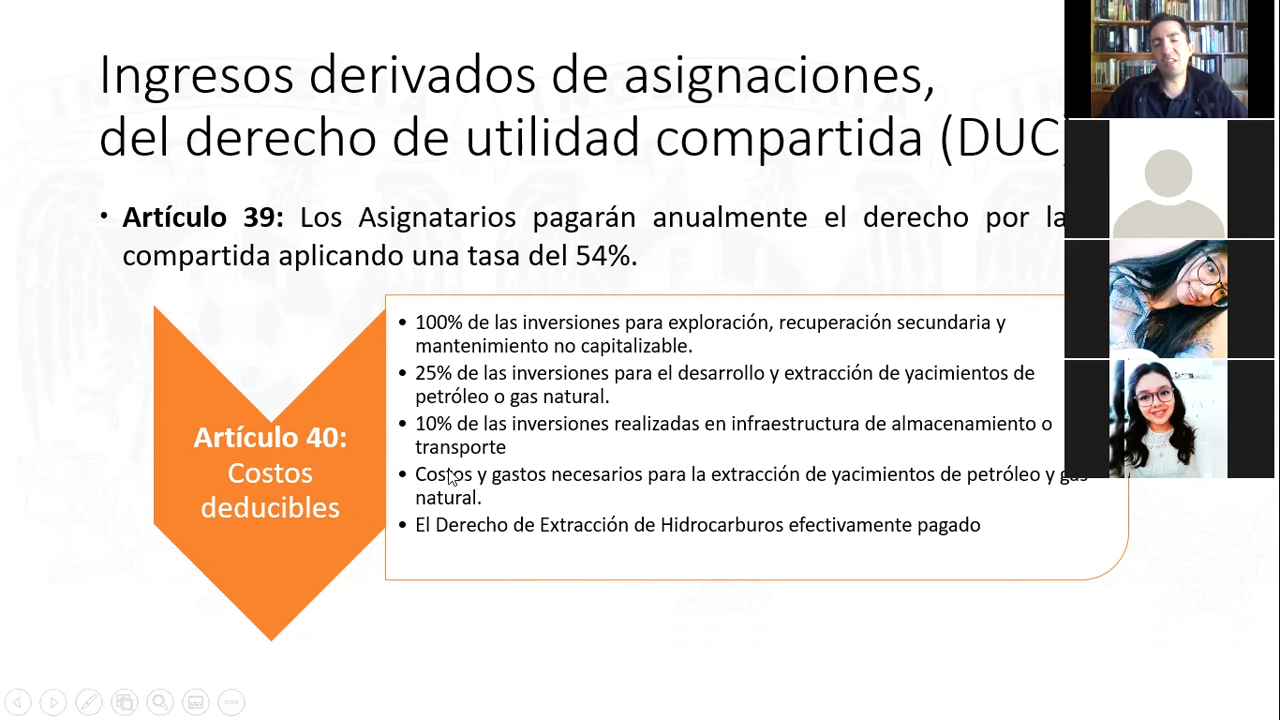 Ingresos derivados de asignaciones,
del derecho de utilidad compartida (DUC)
• Artículo 39: Los Asignatarios pagarán anualmente el derecho por la
compartida aplicando una tasa del 54%.
Artículo 40:
Costos
deducibles
• 100% de las inversiones para exploración, recuperación secundaria y
mantenimiento no capitalizable.
• 25% de las inversiones para el desarrollo y extracción de yacimientos de
petróleo o gas natural.
• 10% de las inversiones realizadas en infraestructura de almacenamiento o
transporte
• Costos y gastos necesarios para la extracción de yacimientos de petróleo y gas
natural.
• El Derecho de Extracción de Hidrocarburos efectivamente pagado